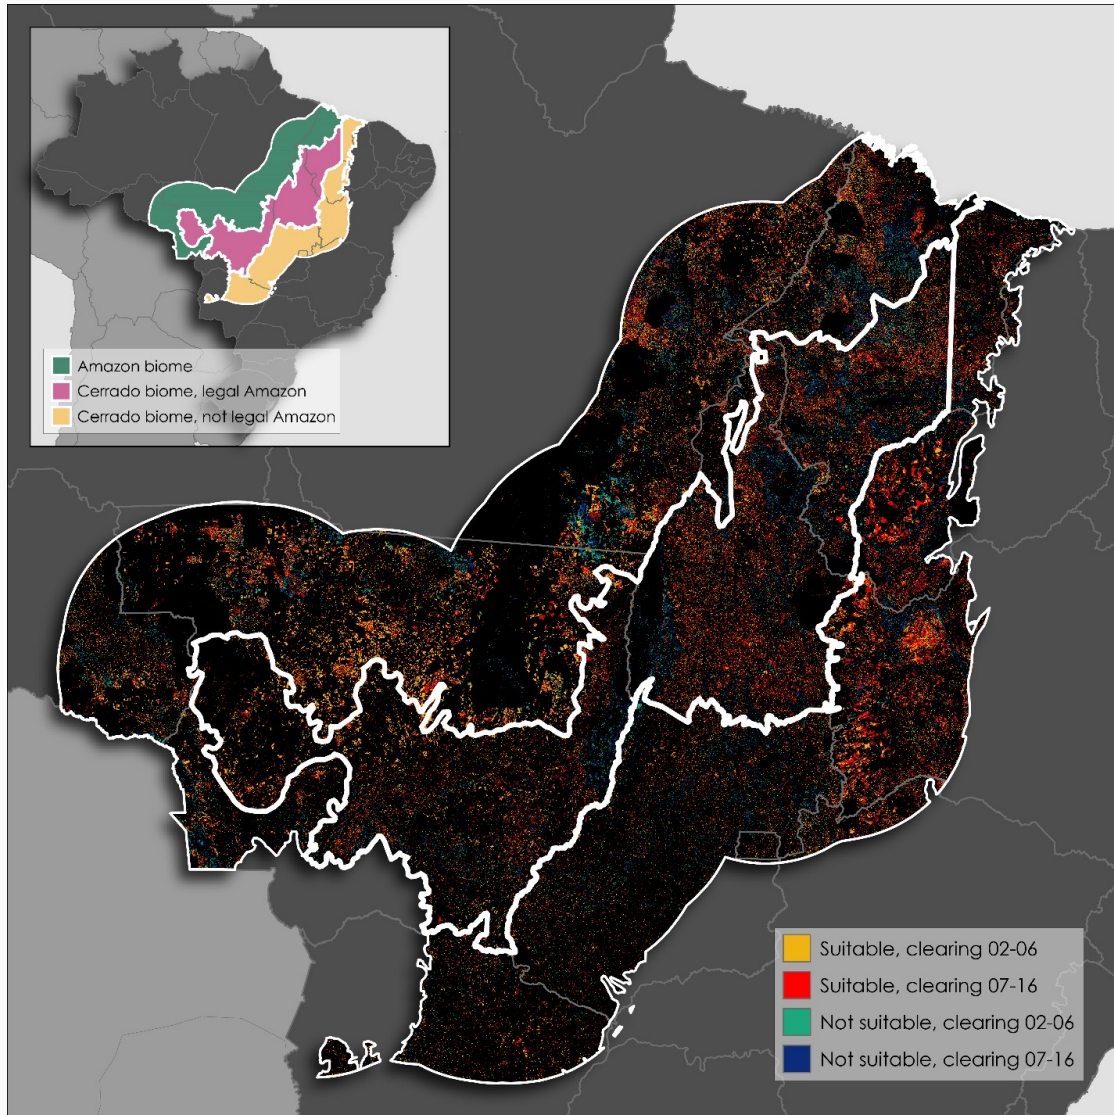 Amazon biome
Cerrado biome, legal Amazon
Cerrado biome, not legal Amazon
Suitable, clearing 02-06
Suitable, clearing 07-16
Not suitable, clearing 02-06
Not suitable, clearing 07-16